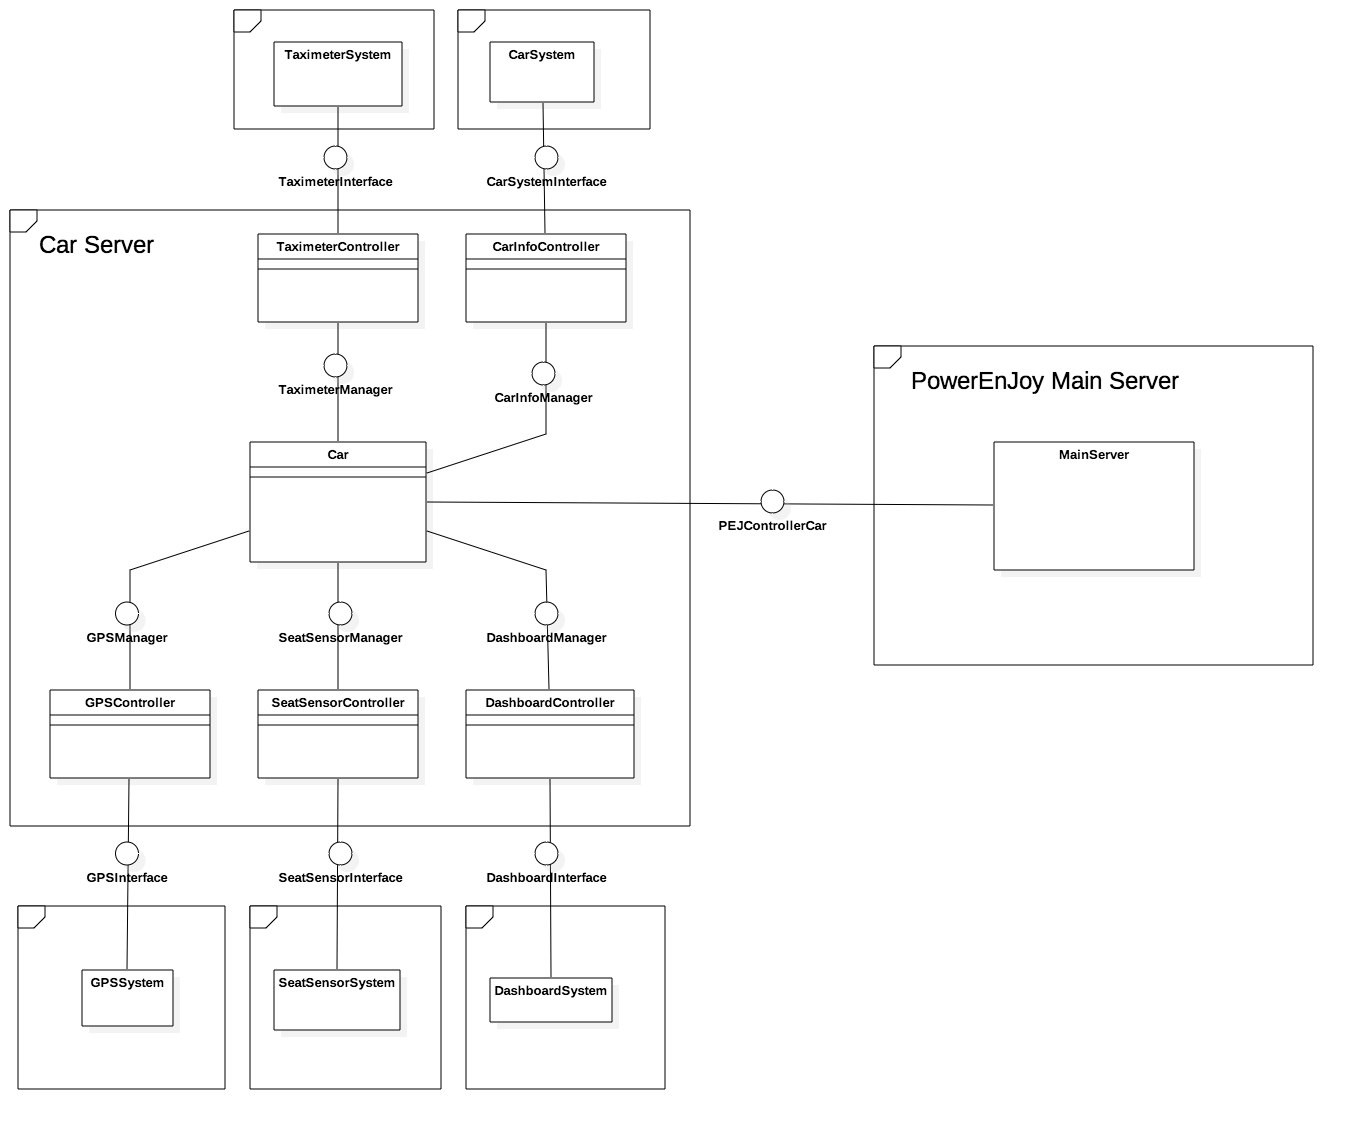 TaximeterSystem
CarSystem
TaximeterInterface
CarSystemInterface
Car Server
TaximeterController
CarInfoController
TaximeterManager
CarInfoManager
PowerEnJoy Main Server
Car
MainServer
PEJControllerCar
GPSManager
SeatSensorManager
DashboardManager
GPSController
SeatSensorController
DashboardController
GPSInterface
SeatSensorInterface
DashboardInterface
GPSSystem
SeatSensorSystem
DashboardSystem